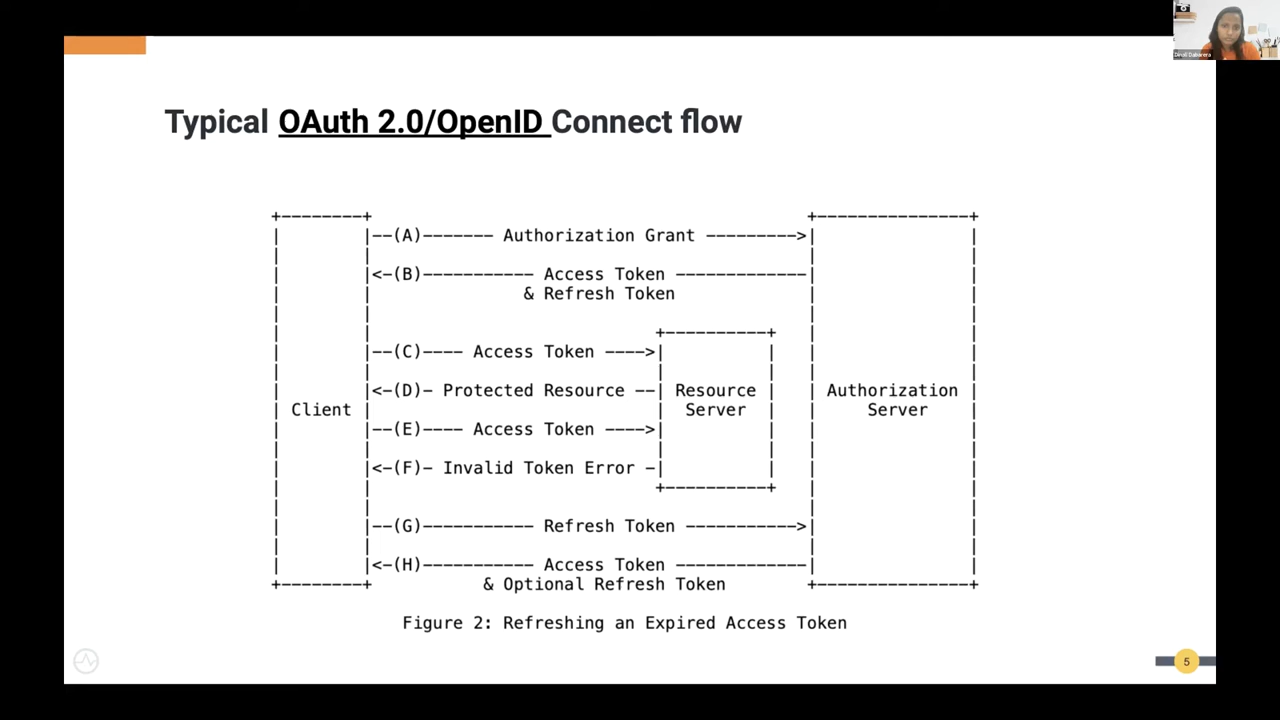 Typical OAuth 2.0/OpenID Connect flow
+--------+                                           +---------------+
|        |--(A)------- Authorization Grant --------->|               |
|        |                                           |               |
|        |<-(B)----------- Access Token -------------|               |
|        |               & Refresh Token             |               |
|        |                                           |               |
|        |                            +----------+   |               |
|        |--(C)---- Access Token ---->|          |   |               |
|        |                            |          |   |               |
|        |<-(D)- Protected Resource --| Resource |   | Authorization |
| Client |                            |  Server  |   |     Server    |
|        |--(E)---- Access Token ---->|          |   |               |
|        |                            |          |   |               |
|        |<-(F)- Invalid Token Error -|          |   |               |
|        |                            +----------+   |               |
|        |                                           |               |
|        |--(G)----------- Refresh Token ----------->|               |
|        |                                           |               |
|        |<-(H)----------- Access Token -------------|               |
+--------+           & Optional Refresh Token        +---------------+
Figure 2: Refreshing an Expired Access Token
5